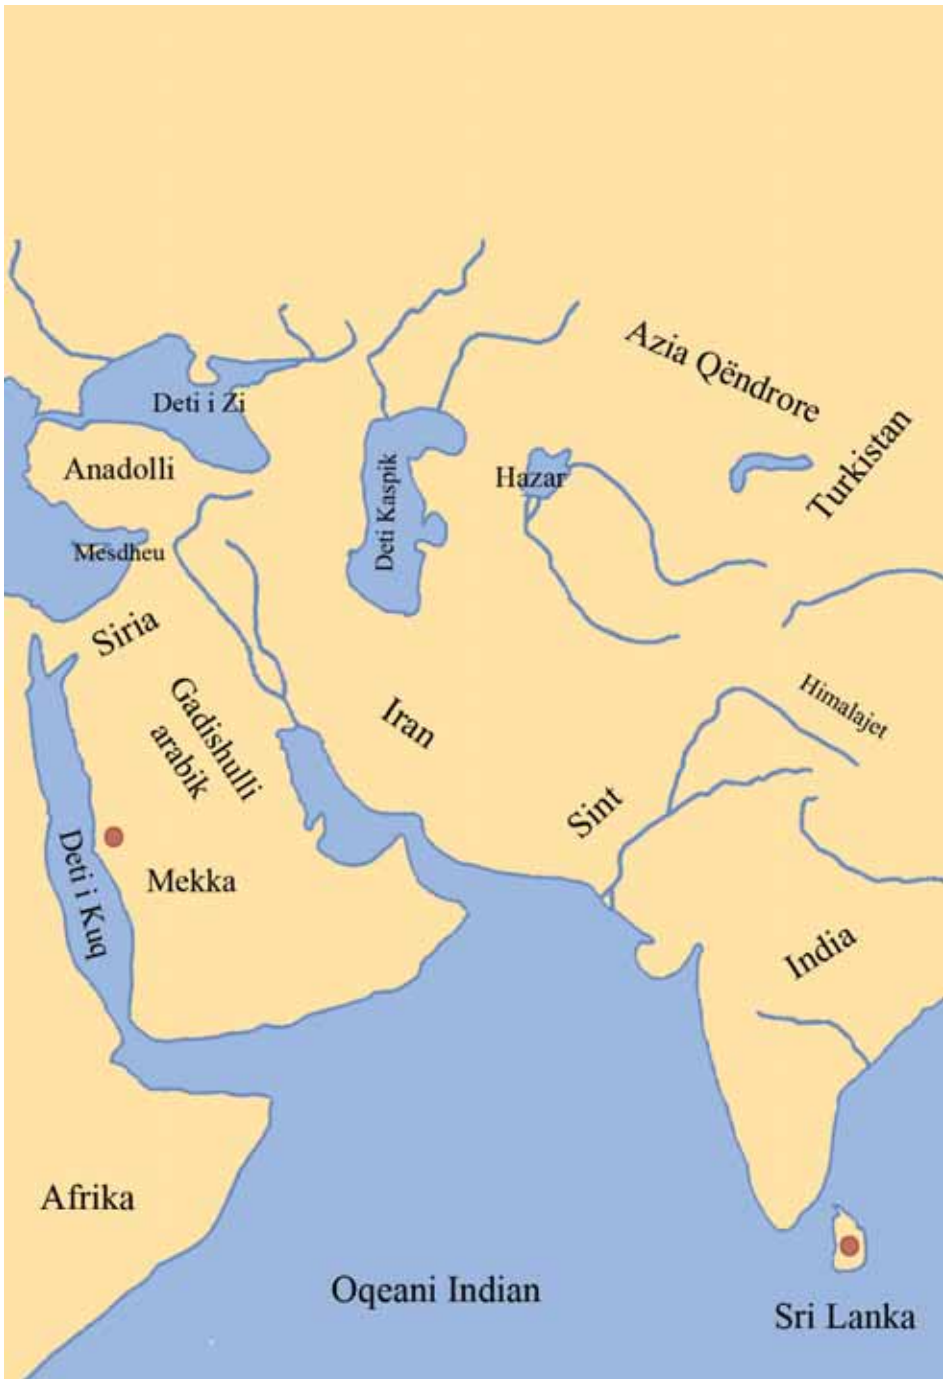 Azia Qëndrore
Turkistan
Deti i Zi
Anadolli
Deti Kaspik
Hazar
Mesdheu
Siria
Gadishulli
arabik
Iran
Himalajet
Sint
Deti i Kuq
Mekka
India
Afrika
Oqeani Indian
Sri Lanka